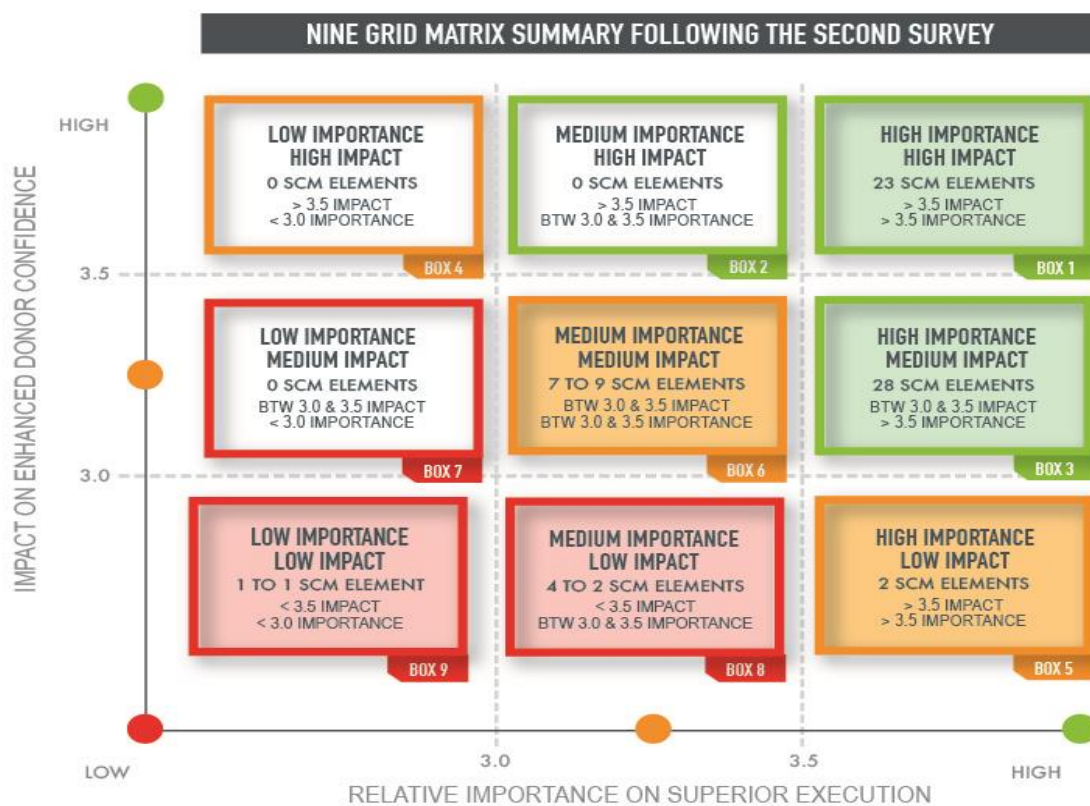 NINE GRID MATRIX SUMMARY FOLLOWING THE SECOND SURVEY
IMPACT ON ENHANCED DONOR CONFIDENCE
HIGH
LOW IMPORTANCE
HIGH IMPACT
0 SCM ELEMENTS
> 3.5 IMPACT
< 3.0 IMPORTANCE
BOX 4
MEDIUM IMPORTANCE
HIGH IMPACT
0 SCM ELEMENTS
> 3.5 IMPACT
BTW 3.0 & 3.5 IMPORTANCE
BOX 2
HIGH IMPORTANCE
HIGH IMPACT
23 SCM ELEMENTS
> 3.5 IMPACT
> 3.5 IMPORTANCE
BOX 1
3.5
LOW IMPORTANCE
MEDIUM IMPACT
0 SCM ELEMENTS
BTW 3.0 & 3.5 IMPACT
< 3.0 IMPORTANCE
BOX 7
MEDIUM IMPORTANCE
MEDIUM IMPACT
7 TO 9 SCM ELEMENTS
BTW 3.0 & 3.5 IMPACT
BTW 3.0 & 3.5 IMPORTANCE
BOX 6
HIGH IMPORTANCE
MEDIUM IMPACT
28 SCM ELEMENTS
BTW 3.0 & 3.5 IMPACT
> 3.5 IMPORTANCE
BOX 3
3.0
LOW IMPORTANCE
LOW IMPACT
1 TO 1 SCM ELEMENT
< 3.5 IMPACT
< 3.0 IMPORTANCE
BOX 9
MEDIUM IMPORTANCE
LOW IMPACT
4 TO 2 SCM ELEMENTS
< 3.5 IMPACT
BTW 3.0 & 3.5 IMPORTANCE
BOX 8
HIGH IMPORTANCE
LOW IMPACT
2 SCM ELEMENTS
> 3.5 IMPACT
> 3.5 IMPORTANCE
BOX 5
LOW
3.0
3.5
HIGH
RELATIVE IMPORTANCE ON SUPERIOR EXECUTION